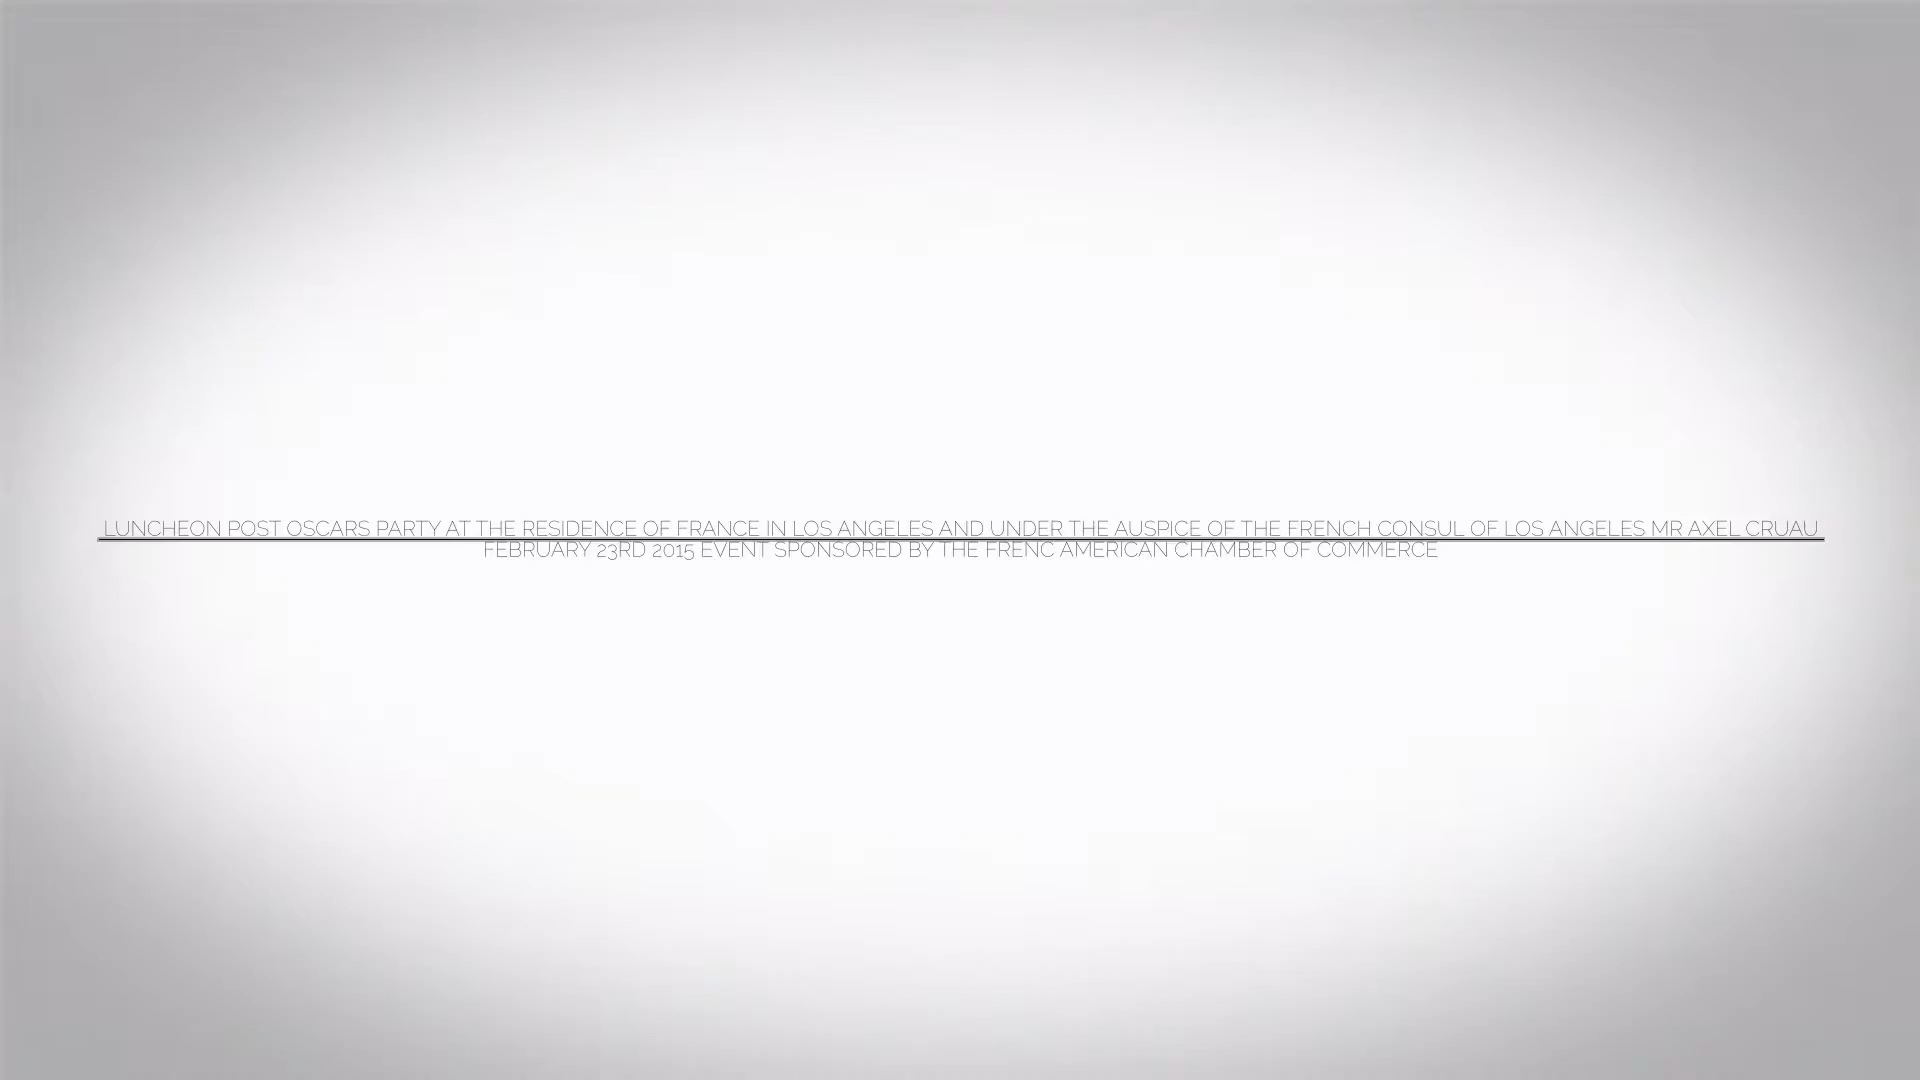 LUNCHEON POST OSCARS PARTY AT THE RESIDENCE OF FRANCE IN LOS ANGELES AND UNDER THE AUSPICE OF THE FRENCH CONSUL OF LOS ANGELES MR AXEL CRUAU
FEBRUARY 23RD 2015 EVENT SPONSORED BY THE FRENC AMERICAN CHAMBER OF COMMERCE